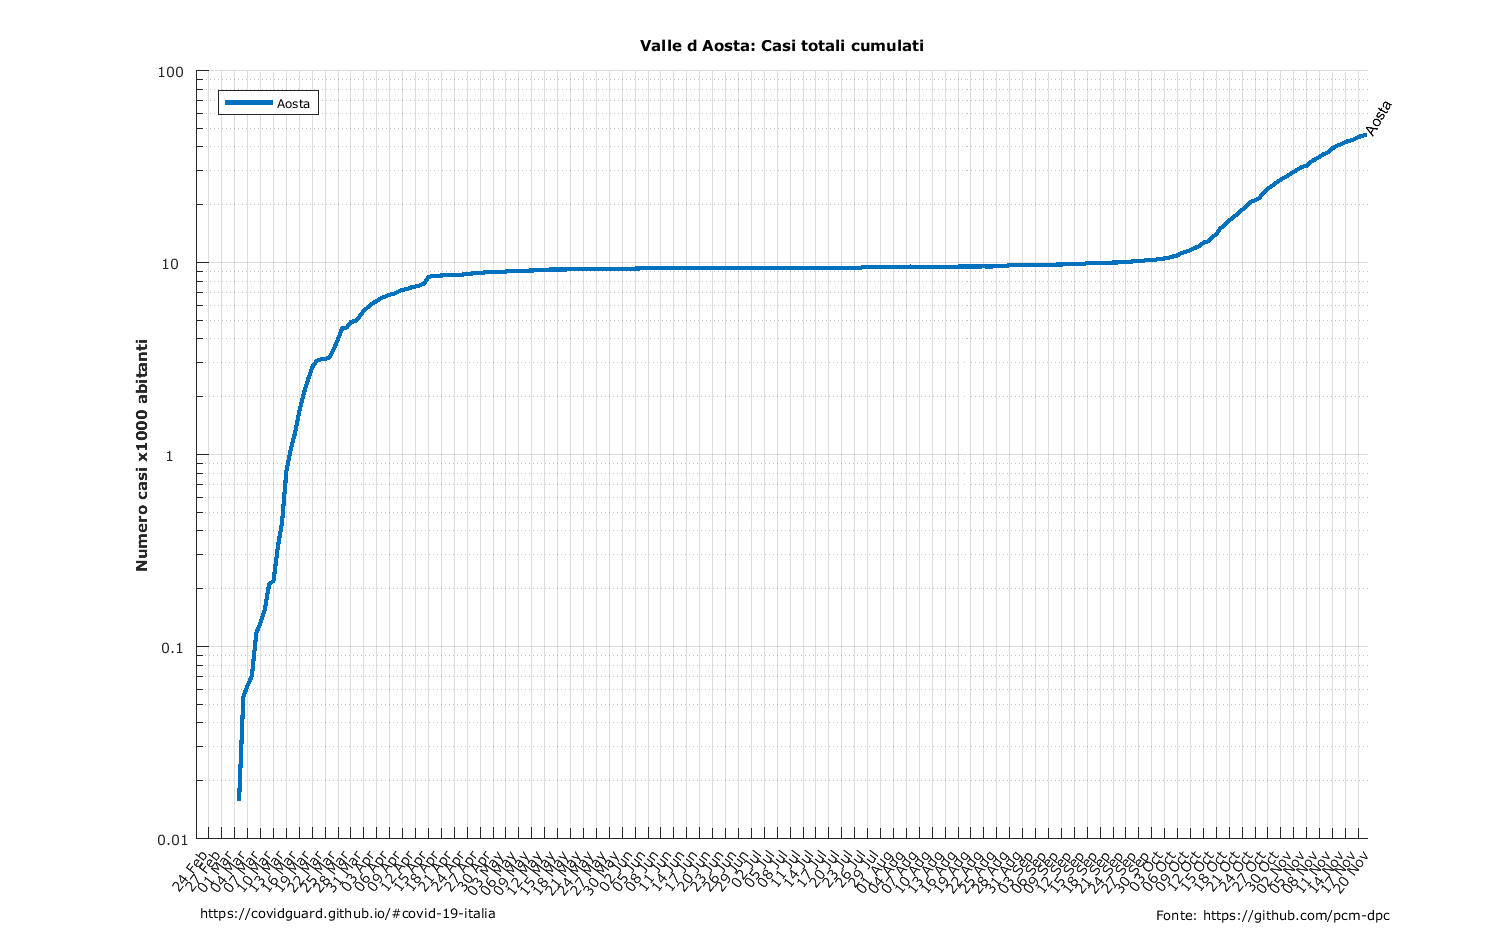 Valle d Aosta: Casi totali cumulati
100
Aosta
Aosta
10
1
0.1
0.01
Numero casi x1000 abitanti
24 Feb
27 Feb
01 Mar
04 Mar
07 Mar
10 Mar
13 Mar
16 Mar
19 Mar
22 Mar
25 Mar
28 Mar
31 Mar
03 Apr
06 Apr
09 Apr
12 Apr
15 Apr
18 Apr
21 Apr
24 Apr
27 Apr
30 Apr
03 May
06 May
09 May
12 May
15 May
18 May
21 May
24 May
27 May
30 May
02 Jun
05 Jun
08 Jun
11 Jun
14 Jun
17 Jun
20 Jun
23 Jun
26 Jun
29 Jun
02 Jul
05 Jul
08 Jul
11 Jul
14 Jul
17 Jul
20 Jul
23 Jul
26 Jul
29 Jul
01 Aug
04 Aug
07 Aug
10 Aug
13 Aug
16 Aug
19 Aug
22 Aug
25 Aug
28 Aug
31 Aug
03 Sep
06 Sep
09 Sep
12 Sep
15 Sep
18 Sep
21 Sep
24 Sep
27 Sep
30 Sep
03 Oct
06 Oct
09 Oct
12 Oct
15 Oct
18 Oct
21 Oct
24 Oct
27 Oct
30 Oct
02 Nov
05 Nov
08 Nov
11 Nov
14 Nov
17 Nov
20 Nov
https://covidguard.github.io/#covid-19-italia
Fonte: https://github.com/pcm-dpc